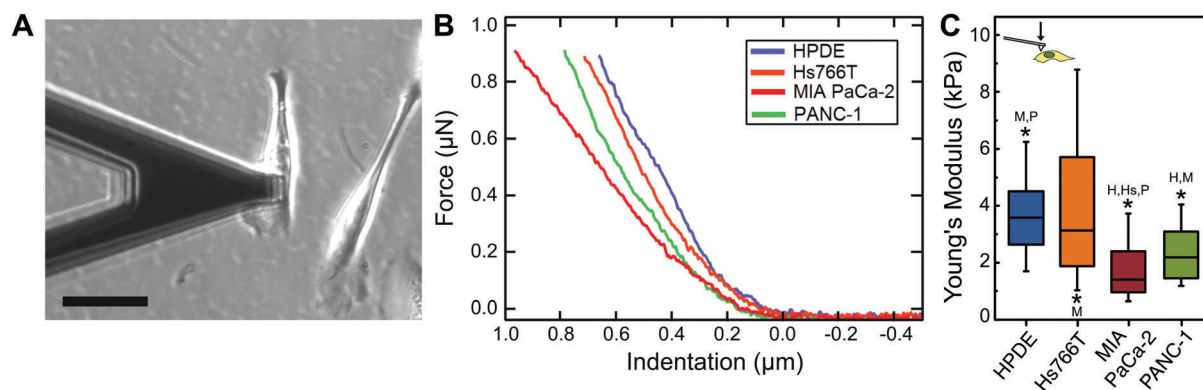 A
B
Force (µN)
1.0
0.8
0.6
0.4
0.2
0.0
1.0 0.8 0.6 0.4 0.2 0.0 -0.2 -0.4
Indentation (µm)
HPDE
Hs766T
MIA PaCa-2
PANC-1
C
Young's Modulus (kPa)
10
8
6
4
2
0
M,P
*
*
M
H,Hs,P
*
H,M
*
HPDE
Hs766T
MIA
PaCa-2
PANC-1